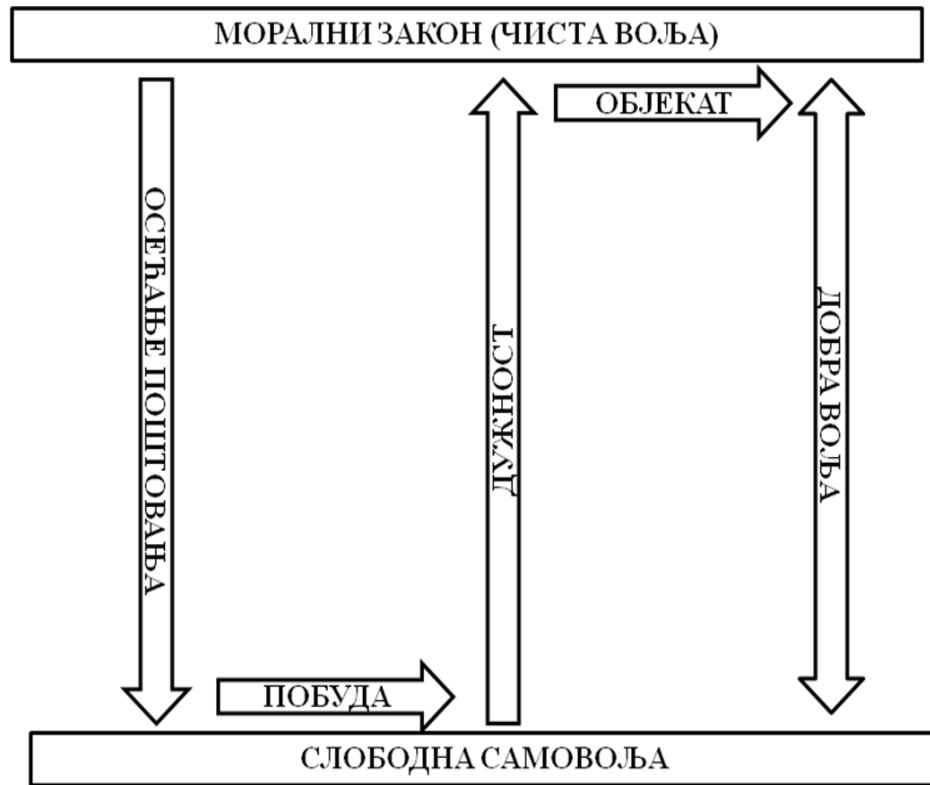 МОРАЛНИ ЗАКОН (ЧИСТА ВОЉА)
ОБЈЕКАТ
ОСЕЋАЊЕ ПОШТОВАЊА
ДУЖНОСТ
ДОБРА ВОЉА
ПОБУДА
СЛОБОДНА САМОВОЉА